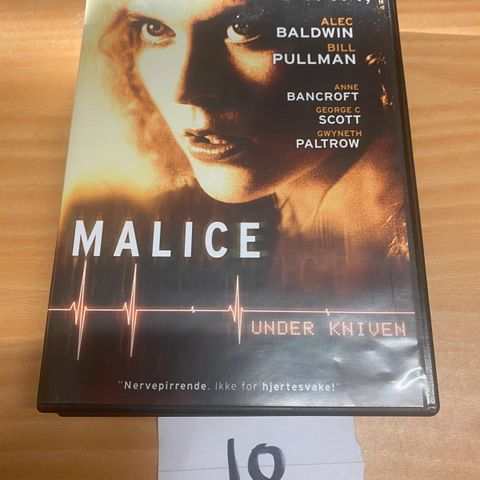 ALEC
BALDWIN
BILL
PULLMAN
ANNE
BANCROFT
GEORGE C
SCOTT
GWYNETH
PALTROW
MALICE
UNDER KNIVEN
"Nervepirrende. Ikke for hjertesvake!"
10